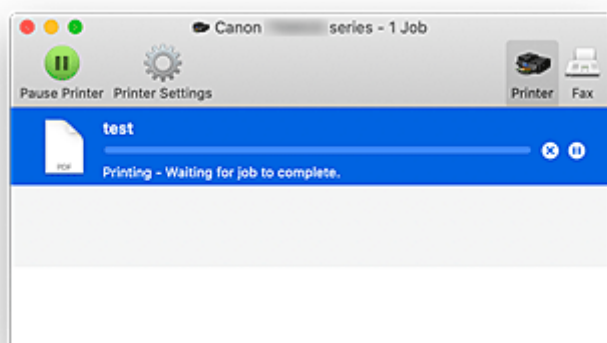 Canon series - 1 Job
Pause Printer Printer Settings Printer Fax
test
PDF
Printing - Waiting for job to complete.